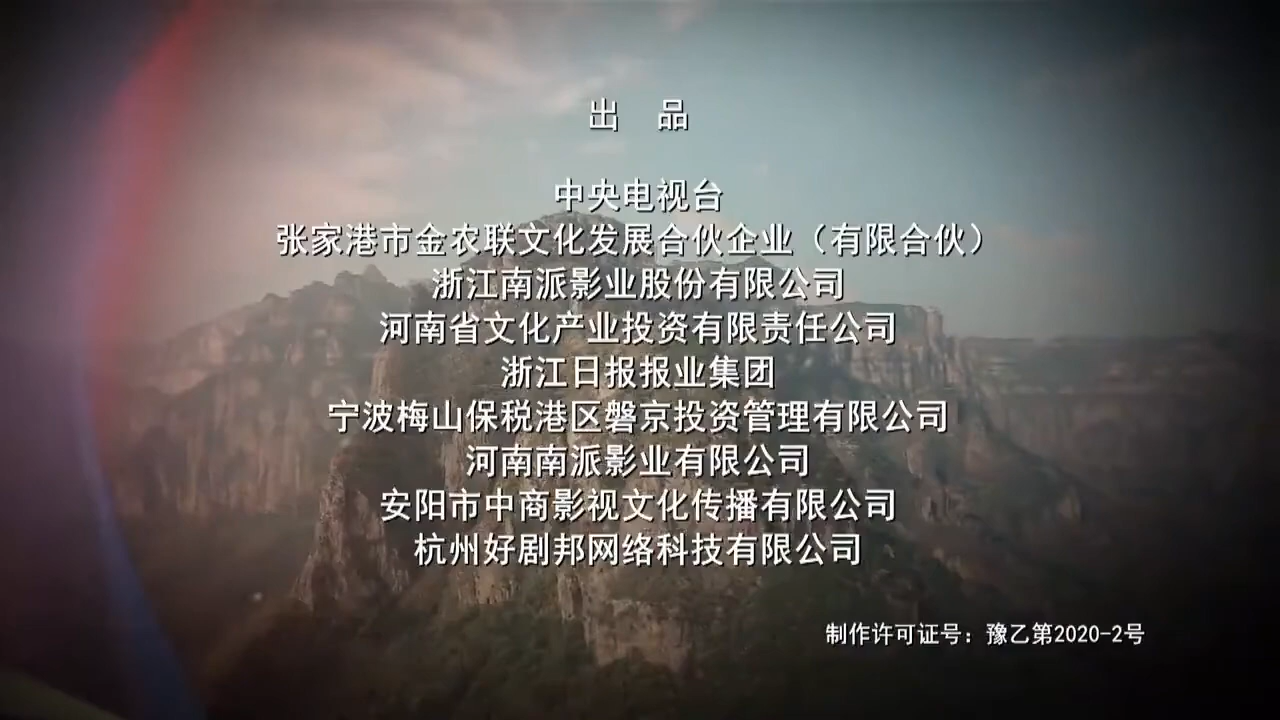 出 品
中央电视台
张家港市金农联文化发展合伙企业（有限合伙）
浙江南派影业股份有限公司
河南省文化产业投资有限责任公司
浙江日报报业集团
宁波梅山保税港区磐京投资管理有限公司
河南南派影业有限公司
安阳市中商影视文化传播有限公司
杭州好剧邦网络科技有限公司
制作许可证号：豫乙第2020-2号